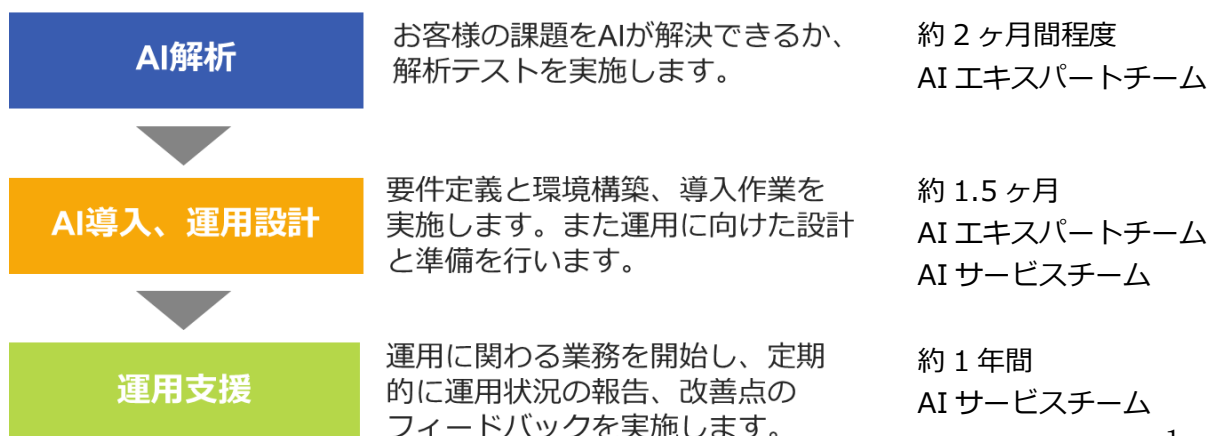 AI解析
お客様の課題をAIが解決できるか、
解析テストを実施します。
約 2 ヶ月間程度
AI エキスパートチーム
AI導入、運用設計
要件定義と環境構築、導入作業を
実施します。また運用に向けた設計
と準備を行います。
約 1.5 ヶ月
AI エキスパートチーム
AI サービスチーム
運用支援
運用に関わる業務を開始し、定期
的に運用状況の報告、改善点の
フィードバックを実施します。
約 1 年間
AI サービスチーム
1